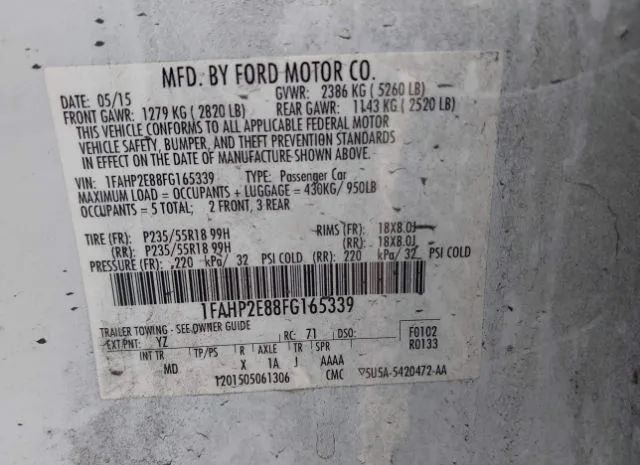 MFD. BY FORD MOTOR CO.
DATE: 05/15 GVWR: 2386 KG ( 5260 LB)
FRONT GAWR: 1279 KG ( 2820 LB) REAR GAWR: 1143 KG ( 2520 LB)
THIS VEHICLE CONFORMS TO ALL APPLICABLE FEDERAL MOTOR
VEHICLE SAFETY, BUMPER, AND THEFT PREVENTION STANDARDS
IN EFFECT ON THE DATE OF MANUFACTURE SHOWN ABOVE.
VIN: 1FAHP2E88FG165339 TYPE: Passenger Car
MAXIMUM LOAD = OCCUPANTS + LUGGAGE = 430KG/ 950LB
OCCUPANTS = 5 TOTAL; 2 FRONT, 3 REAR
TIRE (FR): P235/55R18 99H RIMS (FR): 18X8.0J
(RR): P235/55R18 99H (RR): 18X8.0J
PRESSURE (FR): 220 kPa/ 32 PSI COLD (RR): 220 kPa/ 32 PSI COLD
1FAHP2E88FG165339
TRAILER TOWING - SEE OWNER GUIDE F0102
EXT PNT: YZ RC: 71 DSO: R0133
INT TR TP/PS R AXLE TR SPR
MD X 1A J AAAA
1201505061306 CMC ▽5U5A-5420472-AA